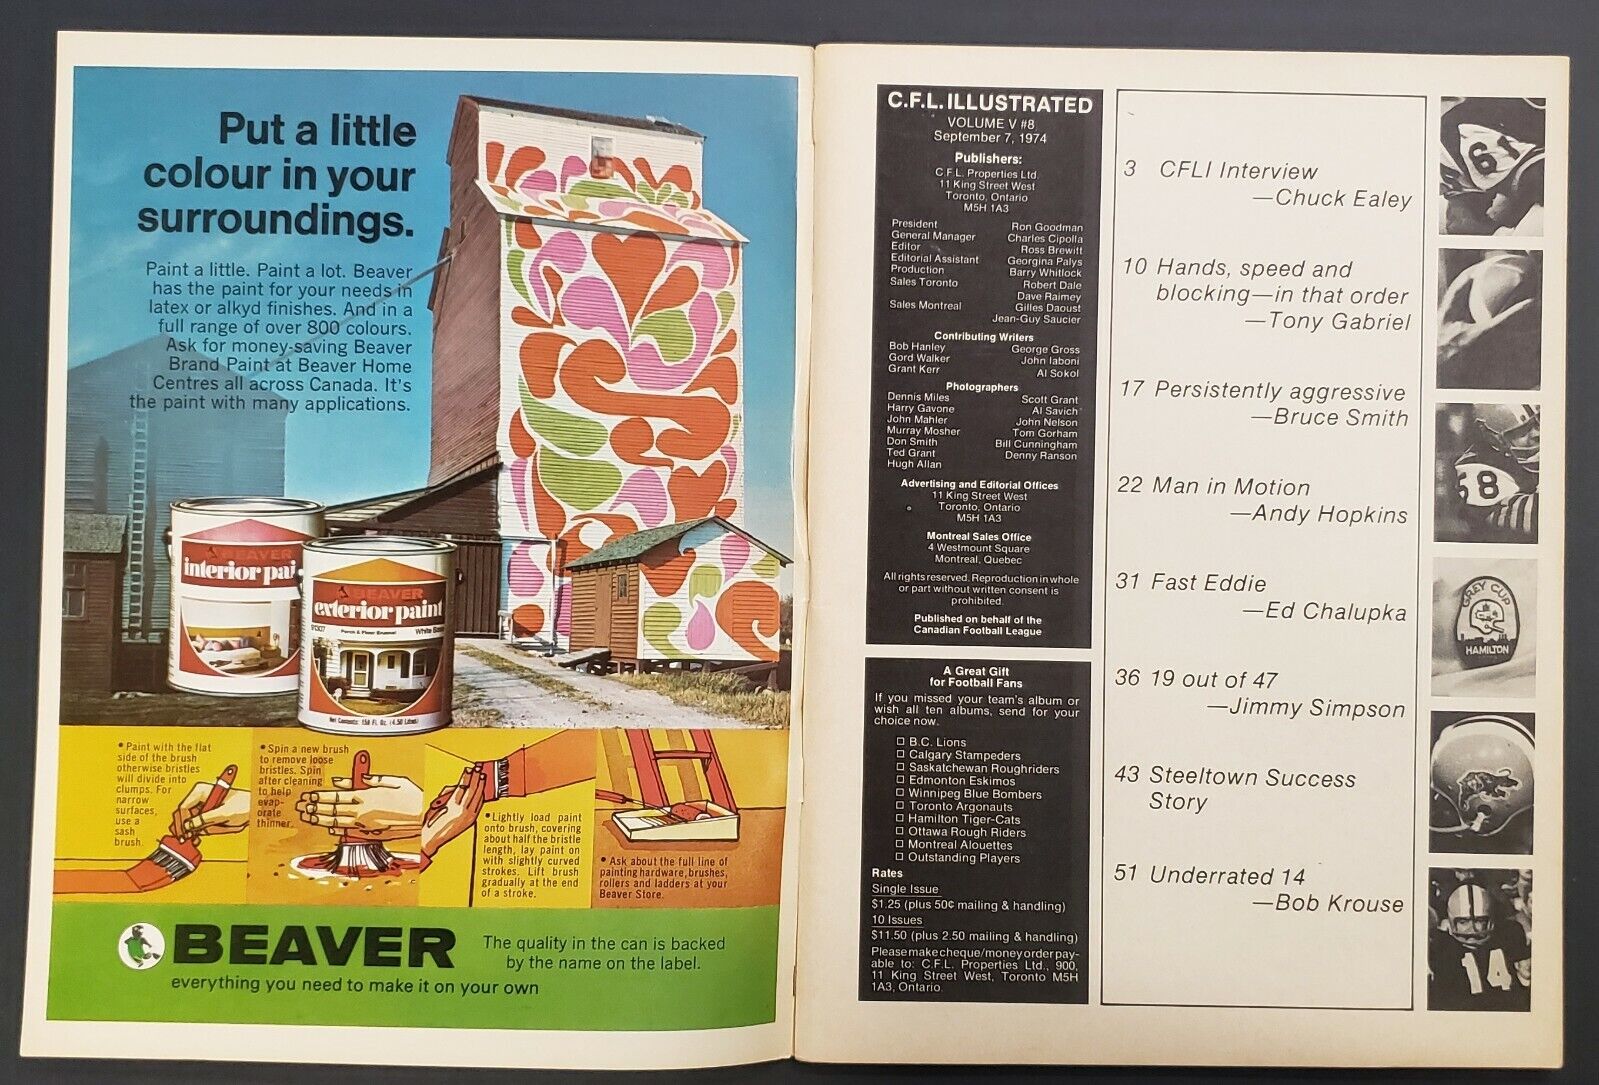 Put a little
colour in your
surroundings.
Paint a little. Paint a lot. Beaver
has the paint for your needs in
latex or alkyd finishes. And in a
full range of over 800 colours.
Ask for money-saving Beaver
Brand Paint at Beaver Home
Centres all across Canada. It's
the paint with many applications.
BEAVER
interior pai
BEAVER
exterior paint
91307
Porch & Floor Enamel
White Base
Net Contents: 158 Fl. Oz. (4.50 Litres)
• Paint with the flat
side of the brush
otherwise bristles
will divide into
clumps. For
narrow
surfaces,
use a
sash
brush.
• Spin a new brush
to remove loose
bristles. Spin
after cleaning
to help
evap-
orate
thinner.
• Lightly load paint
onto brush, covering
about half the bristle
length, lay paint on
with slightly curved
strokes. Lift brush
gradually at the end
of a stroke.
• Ask about the full line of
painting hardware, brushes,
rollers and ladders at your
Beaver Store.
BEAVER
everything you need to make it on your own
The quality in the can is backed
by the name on the label.
C.F.L. ILLUSTRATED
VOLUME V #8
September 7, 1974
Publishers:
C.F.L. Properties Ltd.
11 King Street West
Toronto, Ontario
M5H 1A3
President Ron Goodman
General Manager Charles Cipolla
Editor Ross Brewitt
Editorial Assistant Georgina Palys
Production Barry Whitlock
Sales Toronto Robert Dale
Dave Raimey
Sales Montreal Gilles Daoust
Jean-Guy Saucier
Contributing Writers
Bob Hanley George Gross
Gord Walker John Iaboni
Grant Kerr Al Sokol
Photographers
Dennis Miles Scott Grant
Harry Gavone Al Savich
John Mahler John Nelson
Murray Mosher Tom Gorham
Don Smith Bill Cunningham
Ted Grant Denny Ranson
Hugh Allan
Advertising and Editorial Offices
11 King Street West
Toronto, Ontario
M5H 1A3
Montreal Sales Office
4 Westmount Square
Montreal, Quebec
All rights reserved. Reproduction in whole
or part without written consent is
prohibited.
Published on behalf of the
Canadian Football League
A Great Gift
for Football Fans
If you missed your team's album or
wish all ten albums, send for your
choice now.
☐ B.C. Lions
☐ Calgary Stampeders
☐ Saskatchewan Roughriders
☐ Edmonton Eskimos
☐ Winnipeg Blue Bombers
☐ Toronto Argonauts
☐ Hamilton Tiger-Cats
☐ Ottawa Rough Riders
☐ Montreal Alouettes
☐ Outstanding Players
Rates
Single Issue
$1.25 (plus 50¢ mailing & handling)
10 Issues
$11.50 (plus 2.50 mailing & handling)
Please make cheque/money order pay-
able to: C.F.L. Properties Ltd., 900,
11 King Street West, Toronto M5H
1A3, Ontario.
3 CFLI Interview
—Chuck Ealey
10 Hands, speed and
blocking—in that order
—Tony Gabriel
17 Persistently aggressive
—Bruce Smith
22 Man in Motion
—Andy Hopkins
31 Fast Eddie
—Ed Chalupka
36 19 out of 47
—Jimmy Simpson
43 Steeltown Success
Story
51 Underrated 14
—Bob Krouse
61
68
GREY CUP
HAMILTON
14